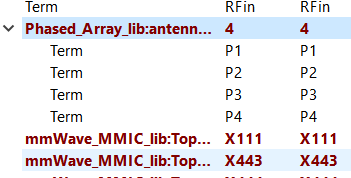 Term RFin RFin
Phased_Array_lib:antenn... 4 4
Term P1 P1
Term P2 P2
Term P3 P3
Term P4 P4
mmWave_MMIC_lib:Top... X111 X111
mmWave_MMIC_lib:Top... X443 X443